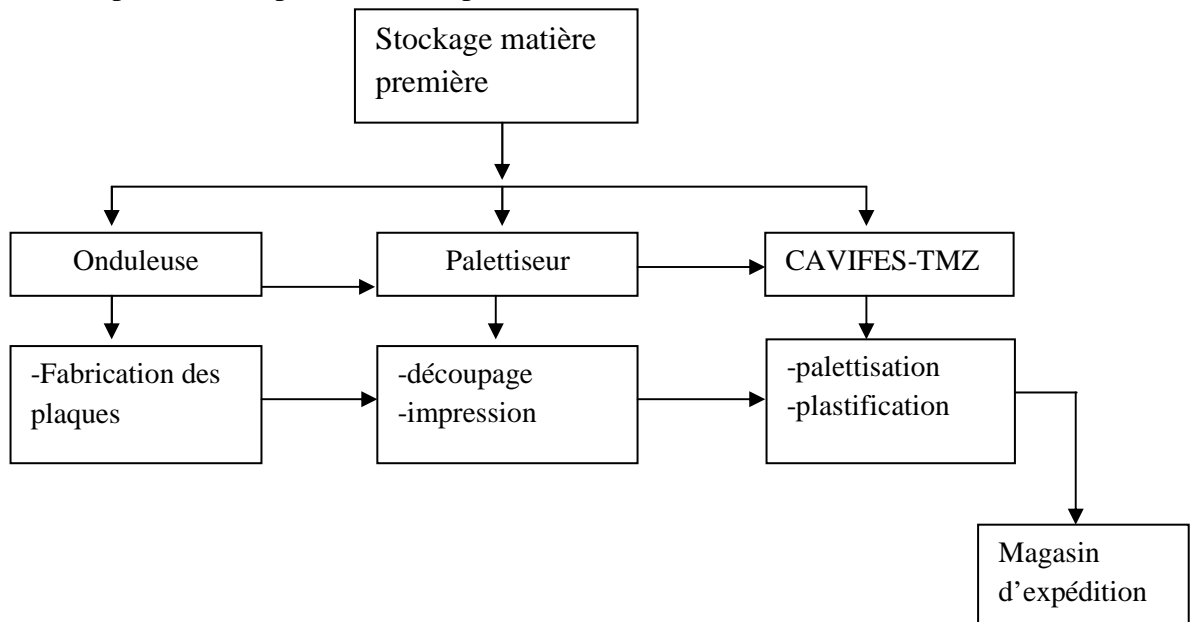 Stockage matière
première
Onduleuse
Palettiseur
CAVIFES-TMZ
-Fabrication des
plaques
-découpage
-impression
-palettisation
-plastification
Magasin
d’expédition